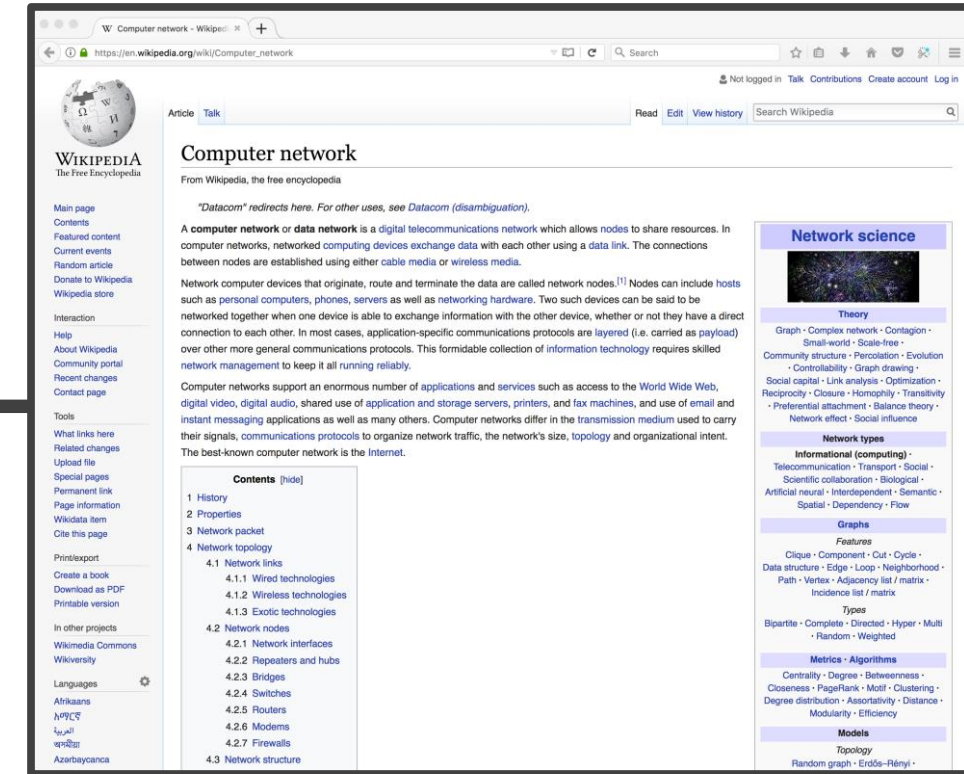 W Computer network - Wikiped
https://en.wikipedia.org/wiki/Computer_network
Search
Not logged in Talk Contributions Create account Log in
Article Talk
Read Edit View history
Search Wikipedia
WIKIPEDIA
The Free Encyclopedia
Main page
Contents
Featured content
Current events
Random article
Donate to Wikipedia
Wikipedia store
Interaction
Help
About Wikipedia
Community portal
Recent changes
Contact page
Tools
What links here
Related changes
Upload file
Special pages
Permanent link
Page information
Wikidata item
Cite this page
Print/export
Create a book
Download as PDF
Printable version
In other projects
Wikimedia Commons
Wikiversity
Languages
Afrikaans
አማርኛ
العربية
অসমীয়া
Azərbaycanca
Computer network
From Wikipedia, the free encyclopedia
"Datacom" redirects here. For other uses, see Datacom (disambiguation).
A computer network or data network is a digital telecommunications network which allows nodes to share resources. In
computer networks, networked computing devices exchange data with each other using a data link. The connections
between nodes are established using either cable media or wireless media.
Network computer devices that originate, route and terminate the data are called network nodes.[1] Nodes can include hosts
such as personal computers, phones, servers as well as networking hardware. Two such devices can be said to be
networked together when one device is able to exchange information with the other device, whether or not they have a direct
connection to each other. In most cases, application-specific communications protocols are layered (i.e. carried as payload)
over other more general communications protocols. This formidable collection of information technology requires skilled
network management to keep it all running reliably.
Computer networks support an enormous number of applications and services such as access to the World Wide Web,
digital video, digital audio, shared use of application and storage servers, printers, and fax machines, and use of email and
instant messaging applications as well as many others. Computer networks differ in the transmission medium used to carry
their signals, communications protocols to organize network traffic, the network's size, topology and organizational intent.
The best-known computer network is the Internet.
Contents [hide]
1 History
2 Properties
3 Network packet
4 Network topology
4.1 Network links
4.1.1 Wired technologies
4.1.2 Wireless technologies
4.1.3 Exotic technologies
4.2 Network nodes
4.2.1 Network interfaces
4.2.2 Repeaters and hubs
4.2.3 Bridges
4.2.4 Switches
4.2.5 Routers
4.2.6 Modems
4.2.7 Firewalls
4.3 Network structure
Network science
Theory
Graph · Complex network · Contagion ·
Small-world · Scale-free ·
Community structure · Percolation · Evolution
· Controllability · Graph drawing ·
Social capital · Link analysis · Optimization ·
Reciprocity · Closure · Homophily · Transitivity
· Preferential attachment · Balance theory ·
Network effect · Social influence
Network types
Informational (computing) ·
Telecommunication · Transport · Social ·
Scientific collaboration · Biological ·
Artificial neural · Interdependent · Semantic ·
Spatial · Dependency · Flow
Graphs
Features
Clique · Component · Cut · Cycle ·
Data structure · Edge · Loop · Neighborhood ·
Path · Vertex · Adjacency list / matrix ·
Incidence list / matrix
Types
Bipartite · Complete · Directed · Hyper · Multi
· Random · Weighted
Metrics · Algorithms
Centrality · Degree · Betweenness ·
Closeness · PageRank · Motif · Clustering ·
Degree distribution · Assortativity · Distance ·
Modularity · Efficiency
Models
Topology
Random graph · Erdős–Rényi ·